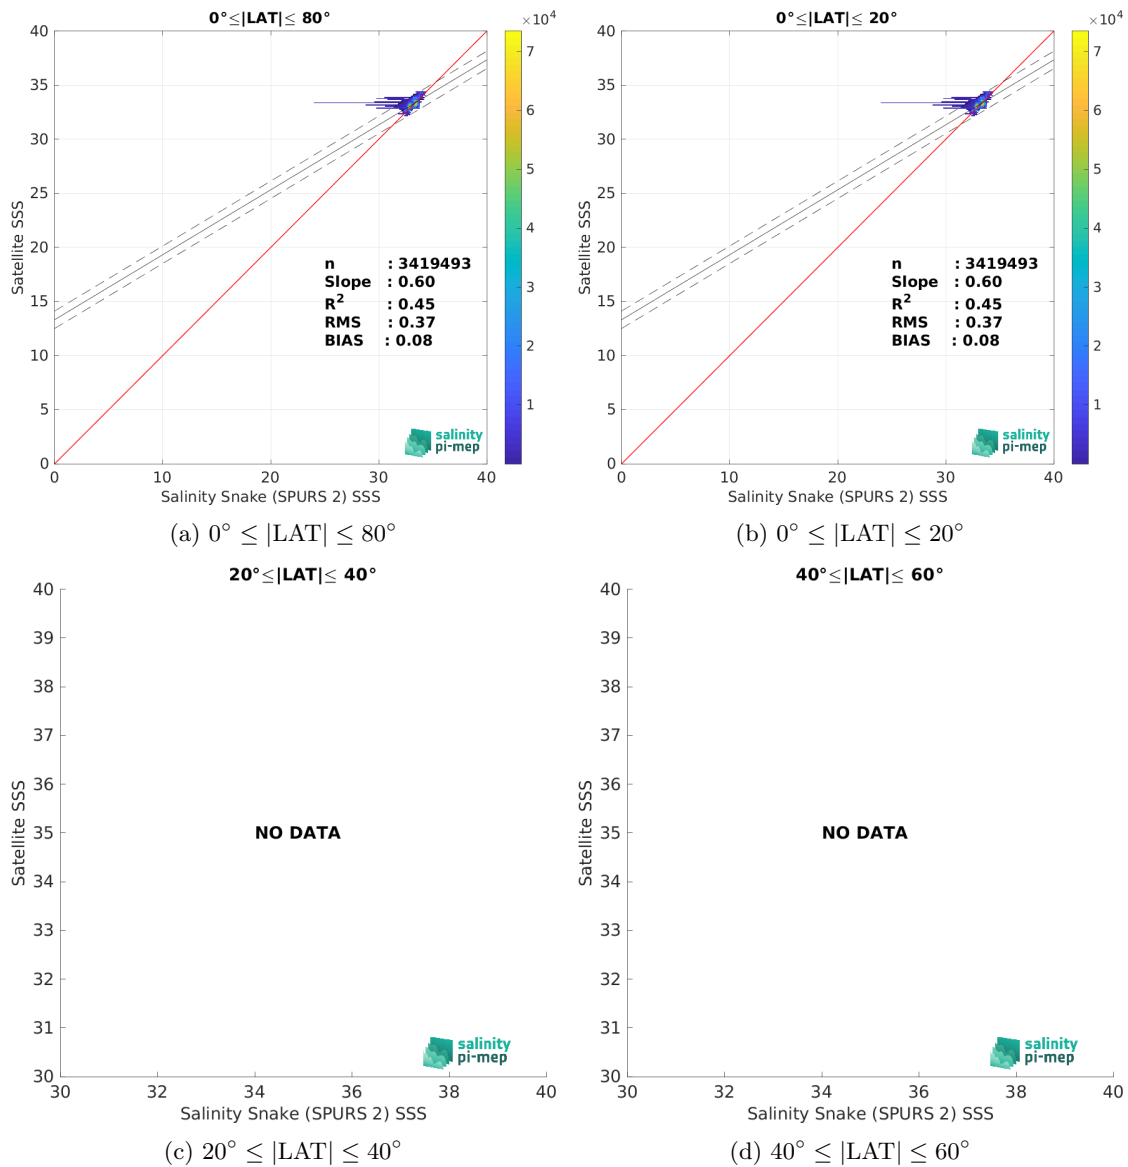 0°≤|LAT|≤ 80°
×10⁴
40
35
30
25
20
15
10
5
0
Satellite SSS
n : 3419493
Slope : 0.60
R² : 0.45
RMS : 0.37
BIAS : 0.08
salinity
pi-mep
0 10 20 30 40
Salinity Snake (SPURS 2) SSS
7
6
5
4
3
2
1
(a) 0° ≤ |LAT| ≤ 80°
0°≤|LAT|≤ 20°
×10⁴
40
35
30
25
20
15
10
5
0
Satellite SSS
n : 3419493
Slope : 0.60
R² : 0.45
RMS : 0.37
BIAS : 0.08
salinity
pi-mep
0 10 20 30 40
Salinity Snake (SPURS 2) SSS
7
6
5
4
3
2
1
(b) 0° ≤ |LAT| ≤ 20°
20°≤|LAT|≤ 40°
40
39
38
37
36
35
34
33
32
31
30
Satellite SSS
NO DATA
salinity
pi-mep
30 32 34 36 38 40
Salinity Snake (SPURS 2) SSS
(c) 20° ≤ |LAT| ≤ 40°
40°≤|LAT|≤ 60°
40
39
38
37
36
35
34
33
32
31
30
Satellite SSS
NO DATA
salinity
pi-mep
30 32 34 36 38 40
Salinity Snake (SPURS 2) SSS
(d) 40° ≤ |LAT| ≤ 60°